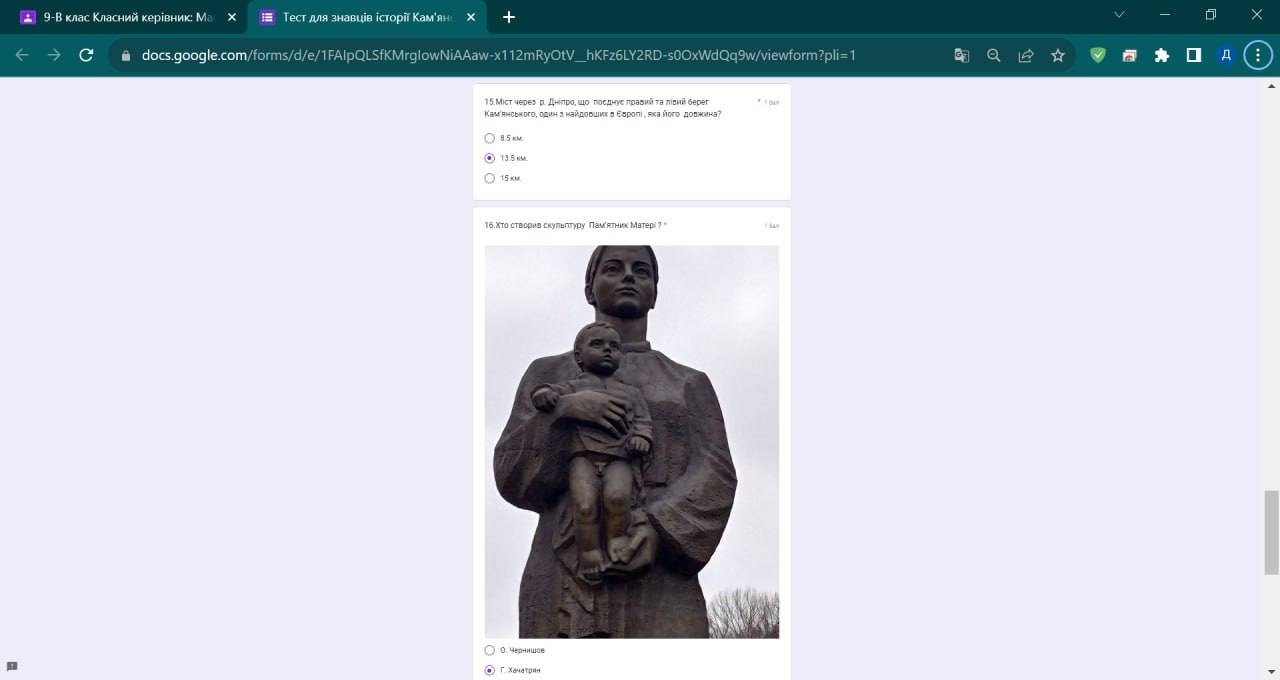 9-В клас Класний керівник: Ма
Тест для знавців історії Кам'янс
docs.google.com/forms/d/e/1FAIpQLSfKMrgIowNiAAaw-x112mRyOtV__hKFz6LY2RD-s0OxWdQq9w/viewform?pli=1
Д
15.Міст через р. Дніпро, що поєднує правий та лівий берег
Кам'янського, один з найдовших в Європі , яка його довжина?
* 1 бал
8.5 км.
13.5 км.
15 км.
16.Хто створив скульптуру Пам'ятник Матері ? *
1 бал
О. Чернишов
Г. Хачатрян